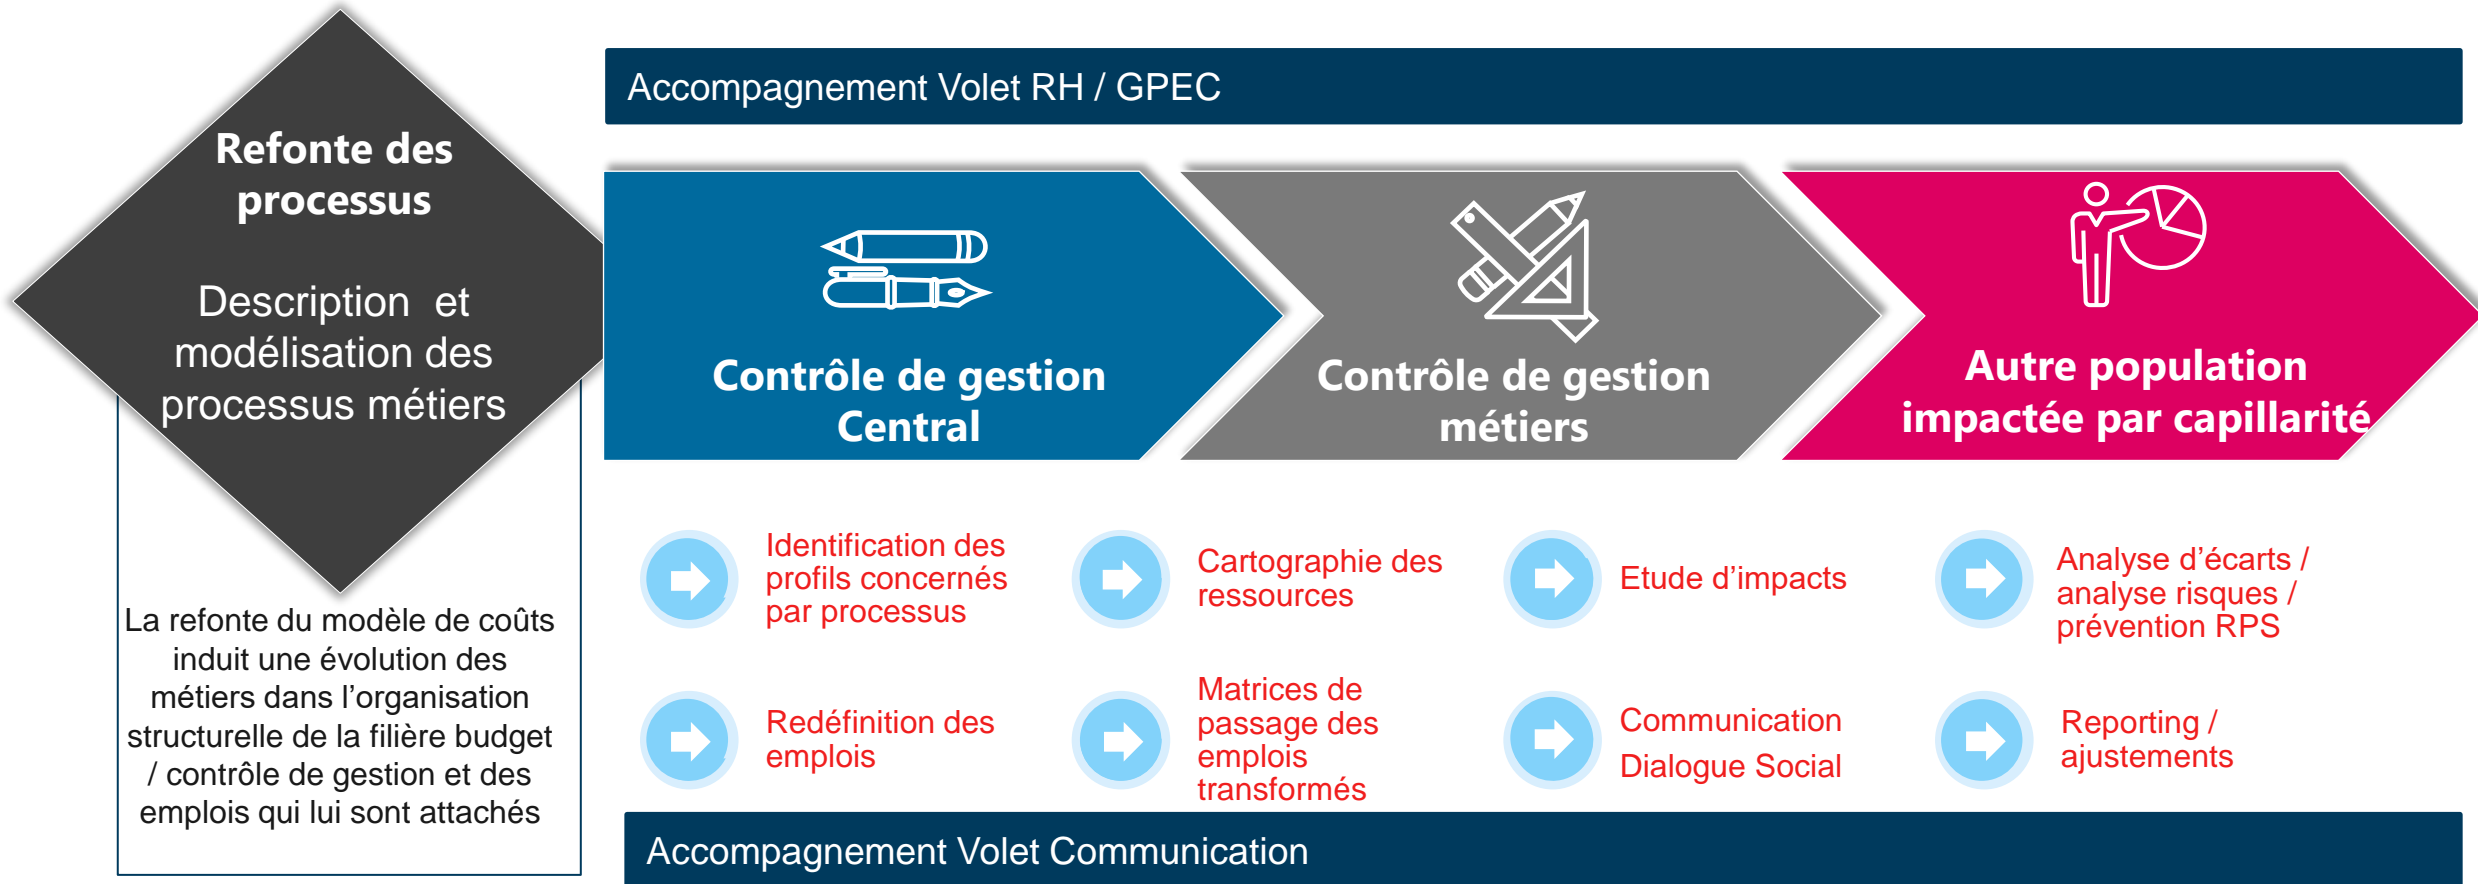 Refonte des
processus
Description et
modélisation des
processus métiers
La refonte du modèle de coûts
induit une évolution des
métiers dans l’organisation
structurelle de la filière budget
/ contrôle de gestion et des
emplois qui lui sont attachés
Accompagnement Volet RH / GPEC
Contrôle de gestion
Central
Contrôle de gestion
métiers
Autre population
impactée par capillarité
Identification des
profils concernés
par processus
Cartographie des
ressources
Etude d’impacts
Analyse d’écarts /
analyse risques /
prévention RPS
Redéfinition des
emplois
Matrices de
passage des
emplois
transformés
Communication
Dialogue Social
Reporting /
ajustements
Accompagnement Volet Communication